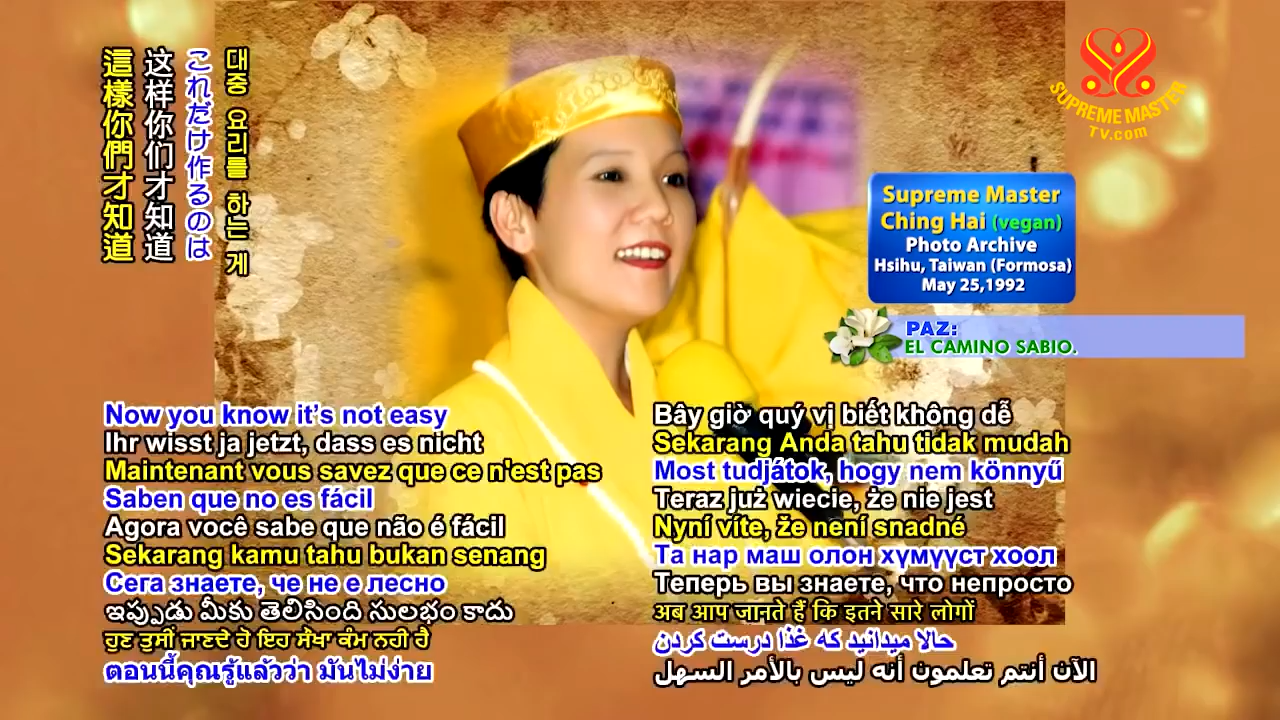 這樣你們才知道
这样你们才知道
これだけ作るのは
대중 요리를 하는 게
SUPREME MASTER
TV.com
Supreme Master
Ching Hai (vegan)
Photo Archive
Hsihu, Taiwan (Formosa)
May 25,1992
PAZ:
EL CAMINO SABIO.
Now you know it's not easy
Ihr wisst ja jetzt, dass es nicht
Maintenant vous savez que ce n'est pas
Saben que no es fácil
Agora você sabe que não é fácil
Sekarang kamu tahu bukan senang
Сега знаете, че не е лесно
ఇప్పుడు మీకు తెలిసింది సులభం కాదు
ਹੁਣ ਤੁਸੀਂ ਜਾਣਦੇ ਹੋ ਇਹ ਸੌਖਾ ਕੰਮ ਨਹੀ ਹੈ
ตอนนี้คุณรู้แล้วว่า มันไม่ง่าย
Bây giờ quý vị biết không dễ
Sekarang Anda tahu tidak mudah
Most tudjátok, hogy nem könnyű
Teraz już wiecie, że nie jest
Nyní víte, že není snadné
Та нар маш олон хүмүүст хоол
Теперь вы знаете, что непросто
अब आप जानते हैं कि इतने सारे लोगों
حالا میدانید که غذا درست کردن
الآن أنتم تعلمون أنه ليس بالأمر السهل